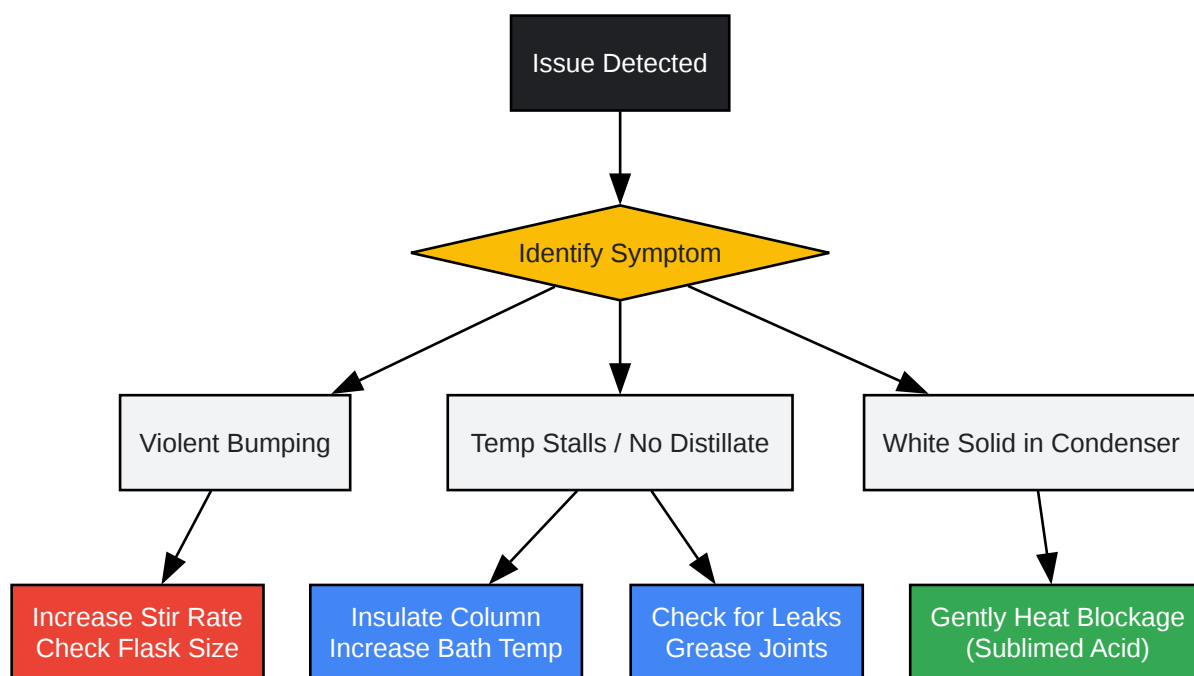 Issue Detected
Identify Symptom
Violent Bumping
Temp Stalls / No Distillate
White Solid in Condenser
Increase Stir Rate
Check Flask Size
Insulate Column
Increase Bath Temp
Check for Leaks
Grease Joints
Gently Heat Blockage
(Sublimed Acid)